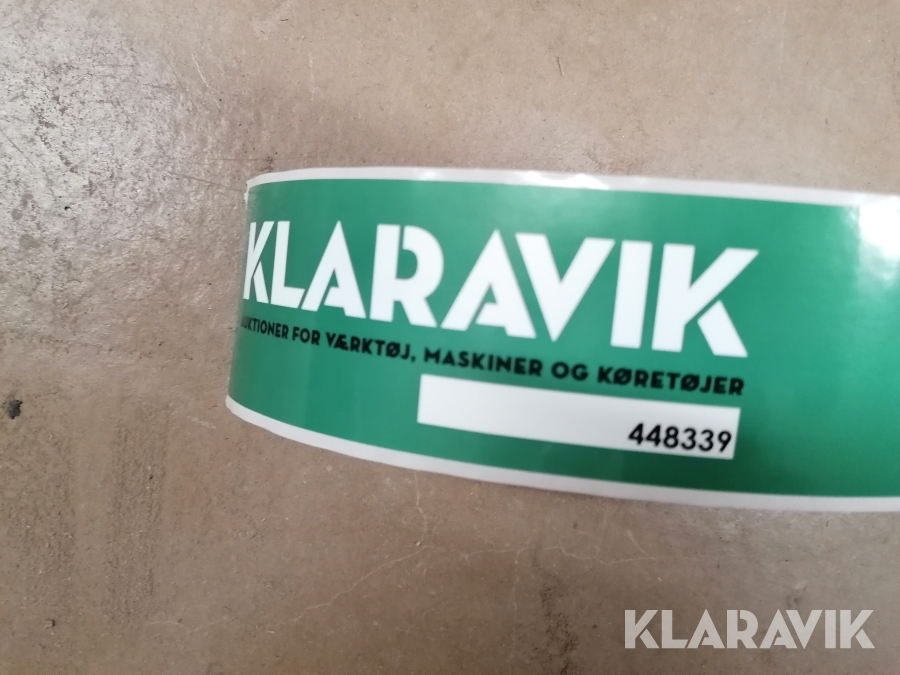 KLARAVIK
AUKTIONER FOR VÆRKTØJ, MASKINER OG KØRETØJER
448339
KLARAVIK